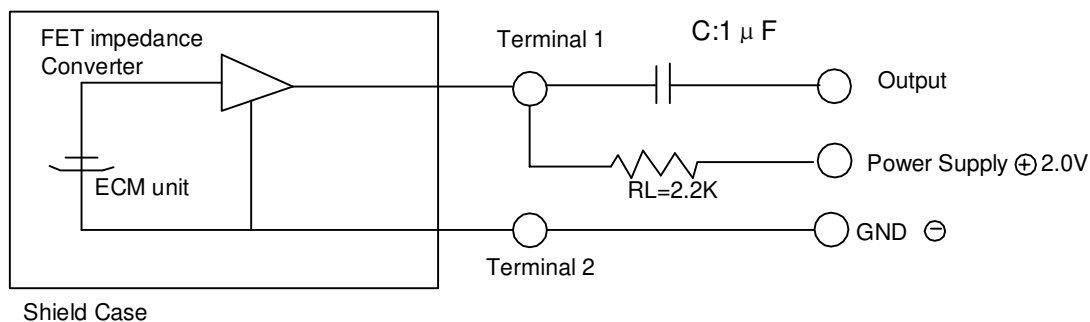 FET impedance
Converter
ECM unit
Shield Case
Terminal 1
C:1 μ F
Output
Power Supply ⊕ 2.0V
RL=2.2K
GND ⊖
Terminal 2